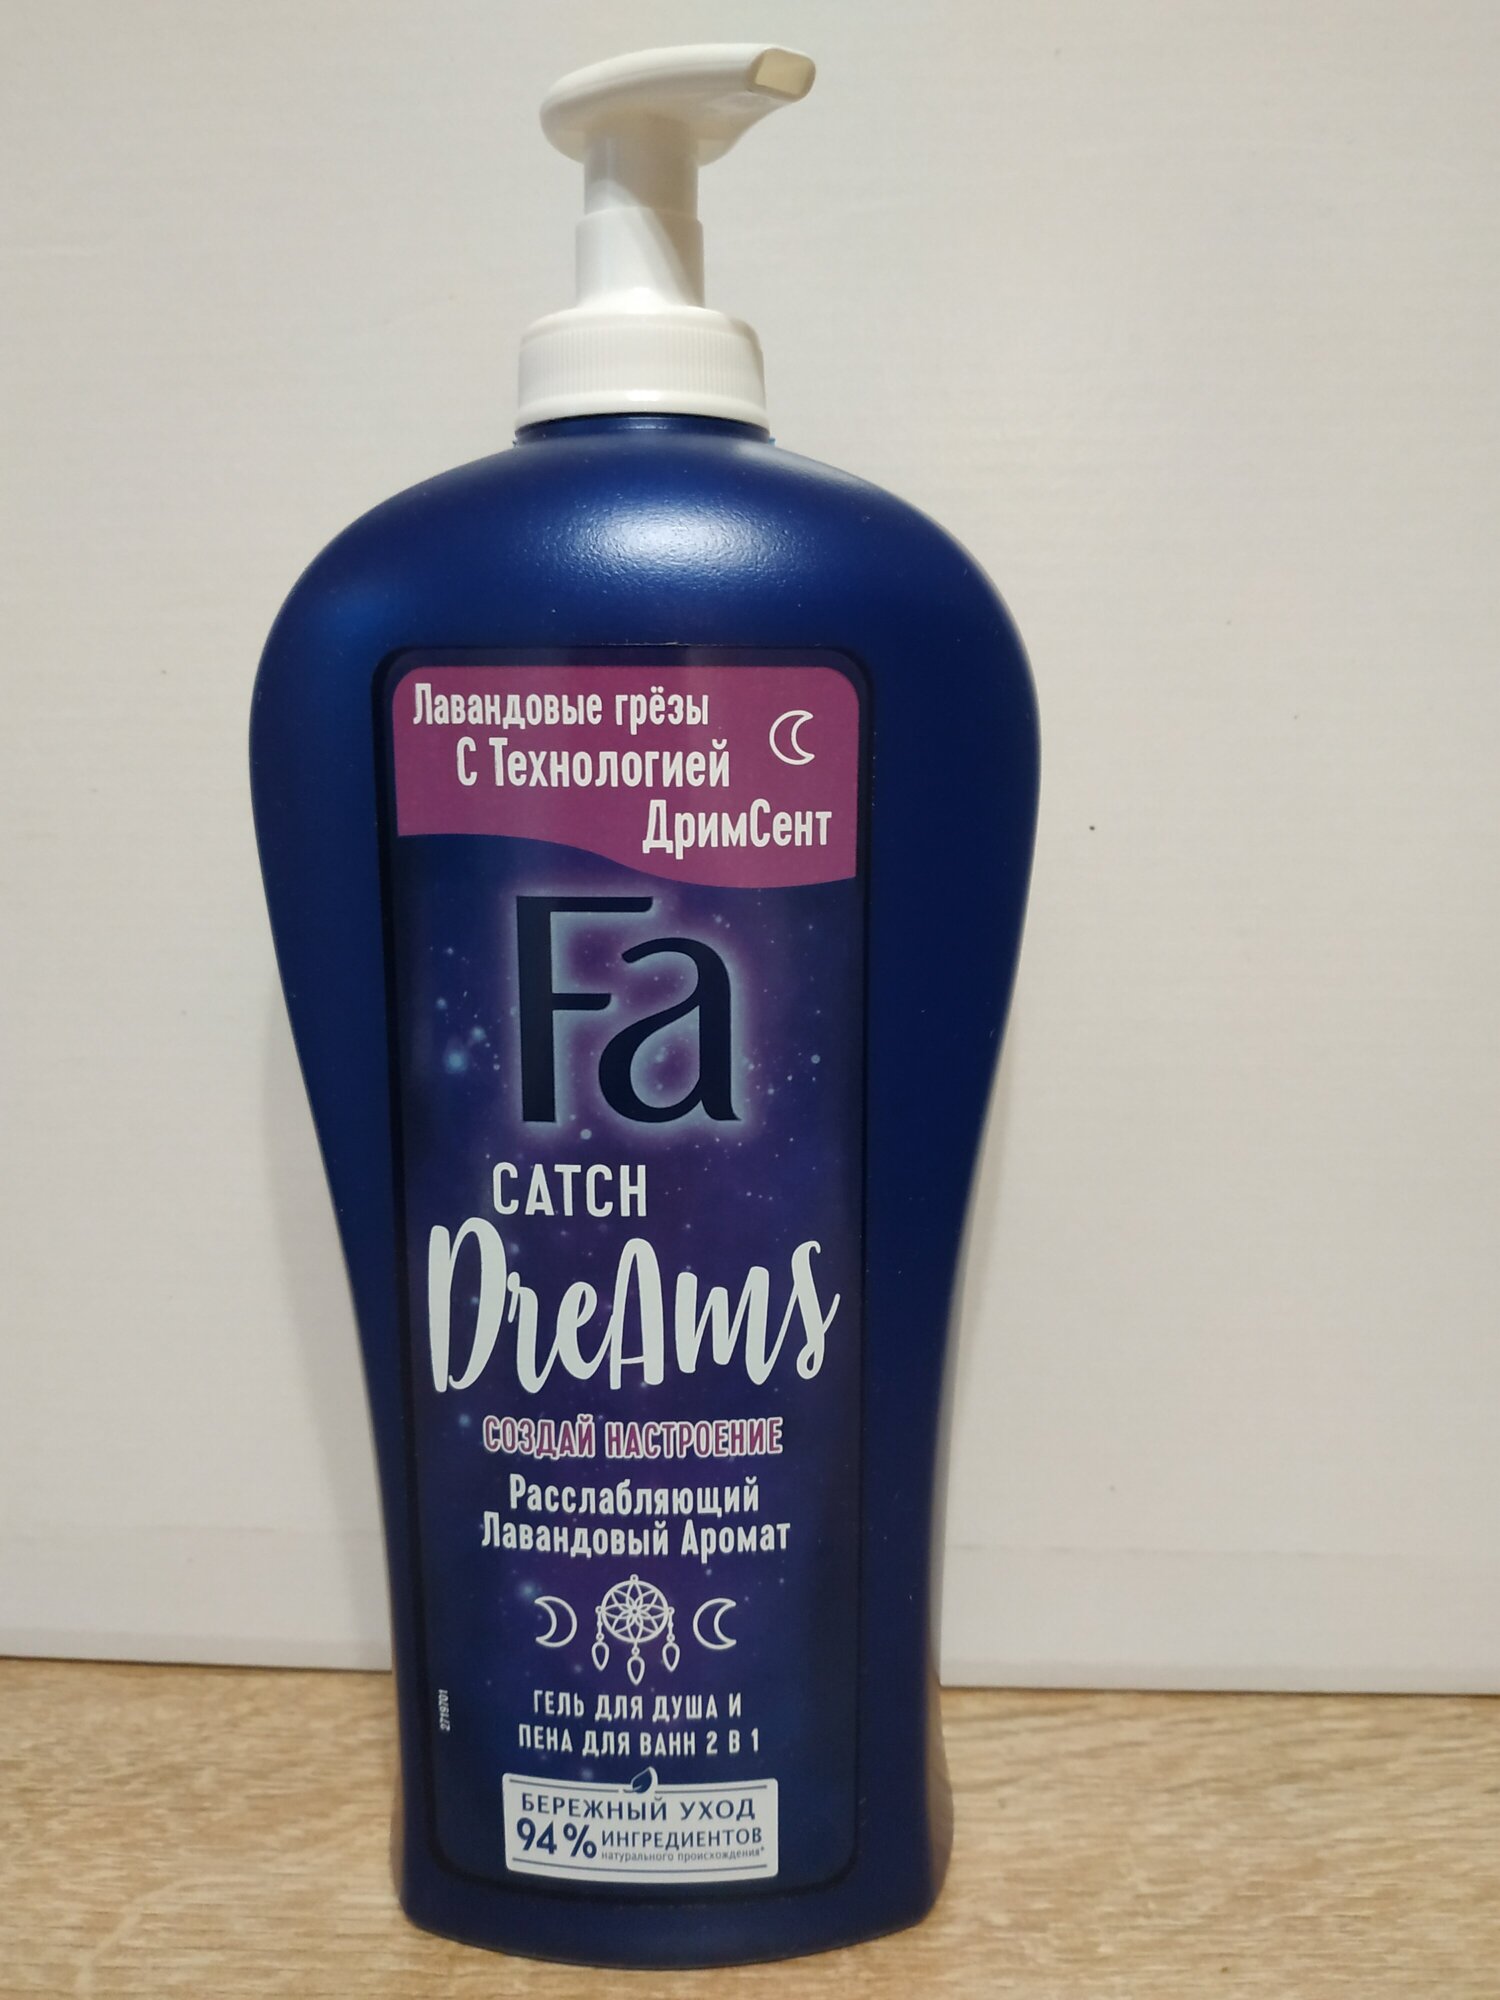 Лавандовые грёзы
С Технологией
ДримСент
Fa
CATCH
DreAms
СОЗДАЙ НАСТРОЕНИЕ
Расслабляющий
Лавандовый Аромат
ГЕЛЬ ДЛЯ ДУША И
ПЕНА ДЛЯ ВАНН 2 В 1
2719701
БЕРЕЖНЫЙ УХОД
94% ИНГРЕДИЕНТОВ
натурального происхождения*